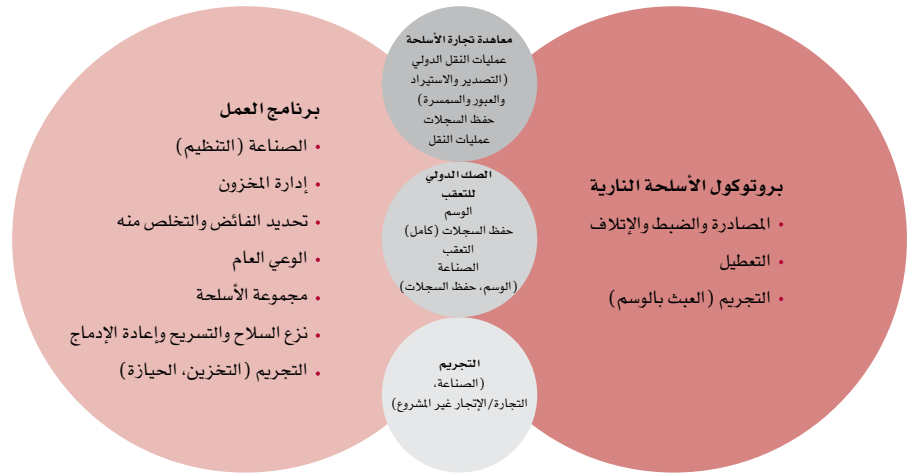 بروتوكول الأسلحة النارية
• المصادرة والضبط والإتلاف
• التعطيل
• التجريم (العبث بالوسم)
معاهدة تجارة الأسلحة
عمليات النقل الدولي
(التصدير والاستيراد
والعبور والسمسرة)
حفظ السجلات
عمليات النقل
الصك الدولي
للتعقب
الوسم
حفظ السجلات (كامل)
التعقب
الصناعة
(الوسم، حفظ السجلات)
التجريم
(الصناعة،
التجارة/الإتجار غير المشروع)
برنامج العمل
• الصناعة (التنظيم)
• إدارة المخزون
• تحديد الفائض والتخلص منه
• الوعي العام
• مجموعة الأسلحة
• نزع السلاح والتسريح وإعادة الإدماج
• التجريم (التخزين، الحيازة)